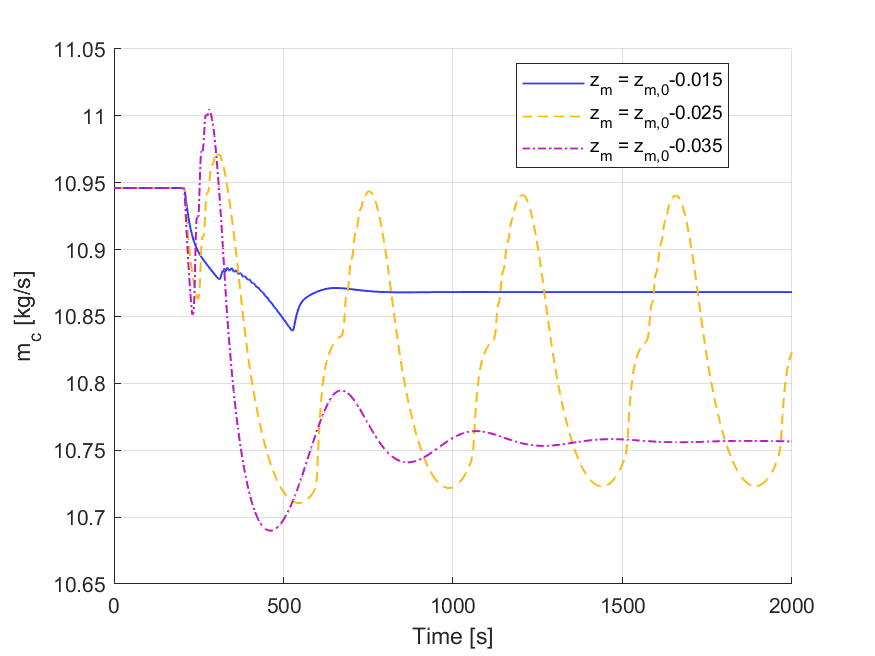 11.05
11
10.95
10.9
10.85
10.8
10.75
10.7
10.65
m_c [kg/s]
z_m = z_m,0-0.015
z_m = z_m,0-0.025
z_m = z_m,0-0.035
0 500 1000 1500 2000
Time [s]